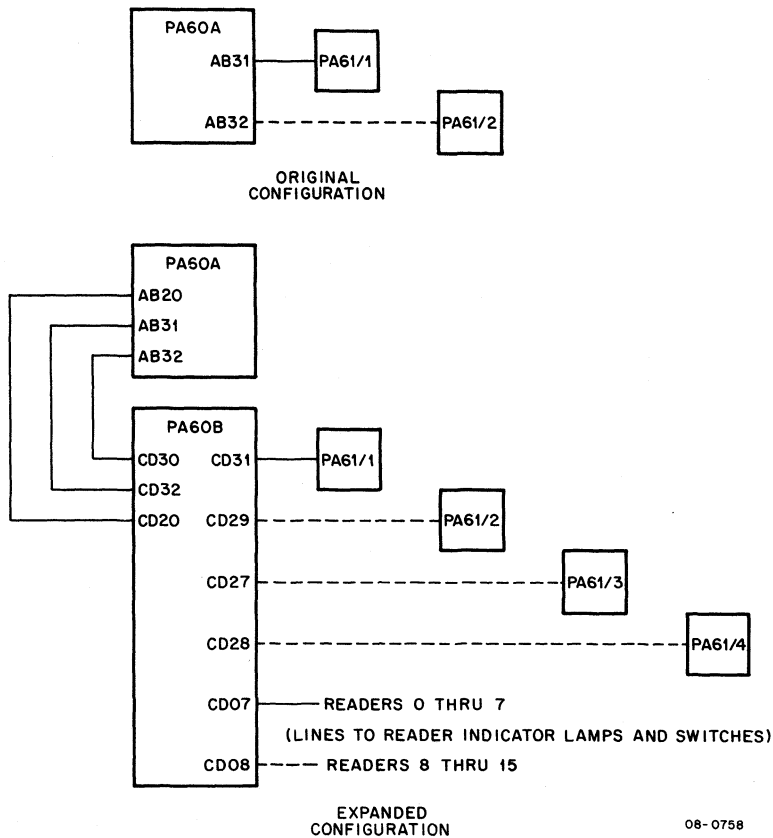 PA60A
AB31
PA61/1
AB32
PA61/2
ORIGINAL
CONFIGURATION
PA60A
AB20
AB31
AB32
PA60B
CD30 CD31
PA61/1
CD32
CD20 CD29
PA61/2
CD27
PA61/3
CD28
PA61/4
CD07 READERS 0 THRU 7
(LINES TO READER INDICATOR LAMPS AND SWITCHES)
CD08 READERS 8 THRU 15
EXPANDED
CONFIGURATION
08-0758